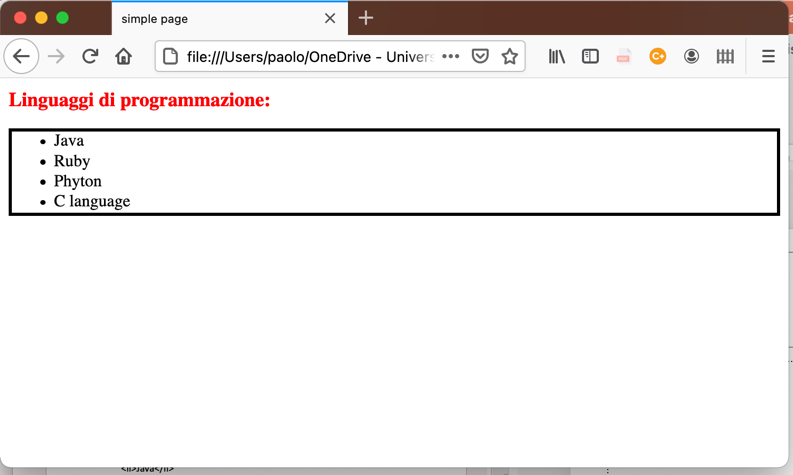 simple page
file:///Users/paolo/OneDrive - Univers
Linguaggi di programmazione:
Java
Ruby
Phyton
C language
<li>Java</li>